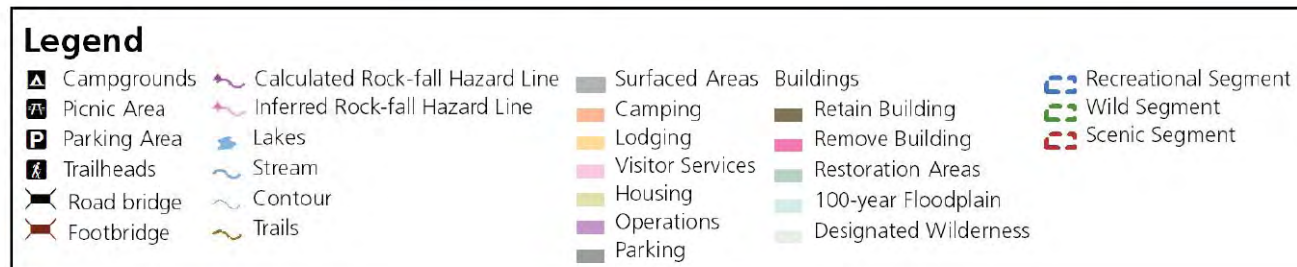 Legend
Campgrounds
Picnic Area
P Parking Area
Trailheads
Road bridge
Footbridge
Calculated Rock-fall Hazard Line
Inferred Rock-fall Hazard Line
Lakes
Stream
Contour
Trails
Surfaced Areas
Camping
Lodging
Visitor Services
Housing
Operations
Parking
Buildings
Retain Building
Remove Building
Restoration Areas
100-year Floodplain
Designated Wilderness
Recreational Segment
Wild Segment
Scenic Segment